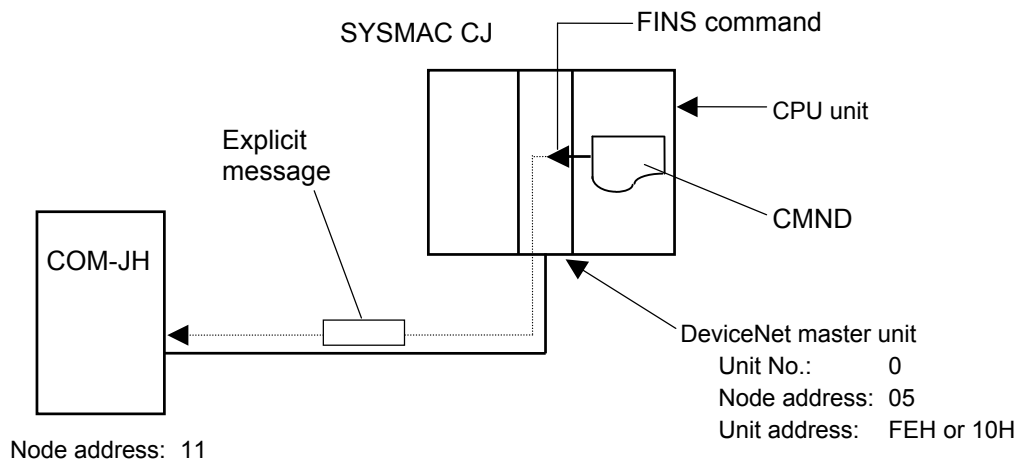 FINS command
SYSMAC CJ
CPU unit
Explicit
message
CMND
COM-JH
DeviceNet master unit
Unit No.: 0
Node address: 05
Unit address: FEH or 10H
Node address: 11